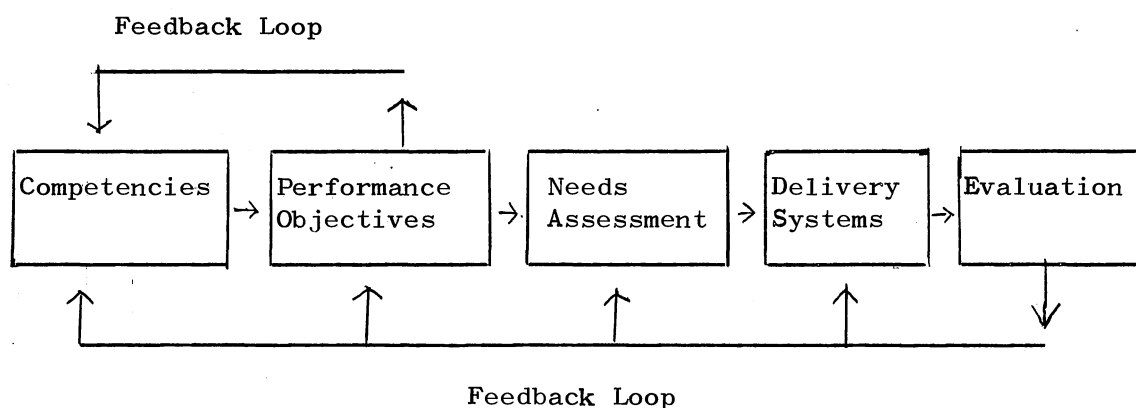 Feedback Loop
Competencies
Performance
Objectives
Needs
Assessment
Delivery
Systems
Evaluation
Feedback Loop